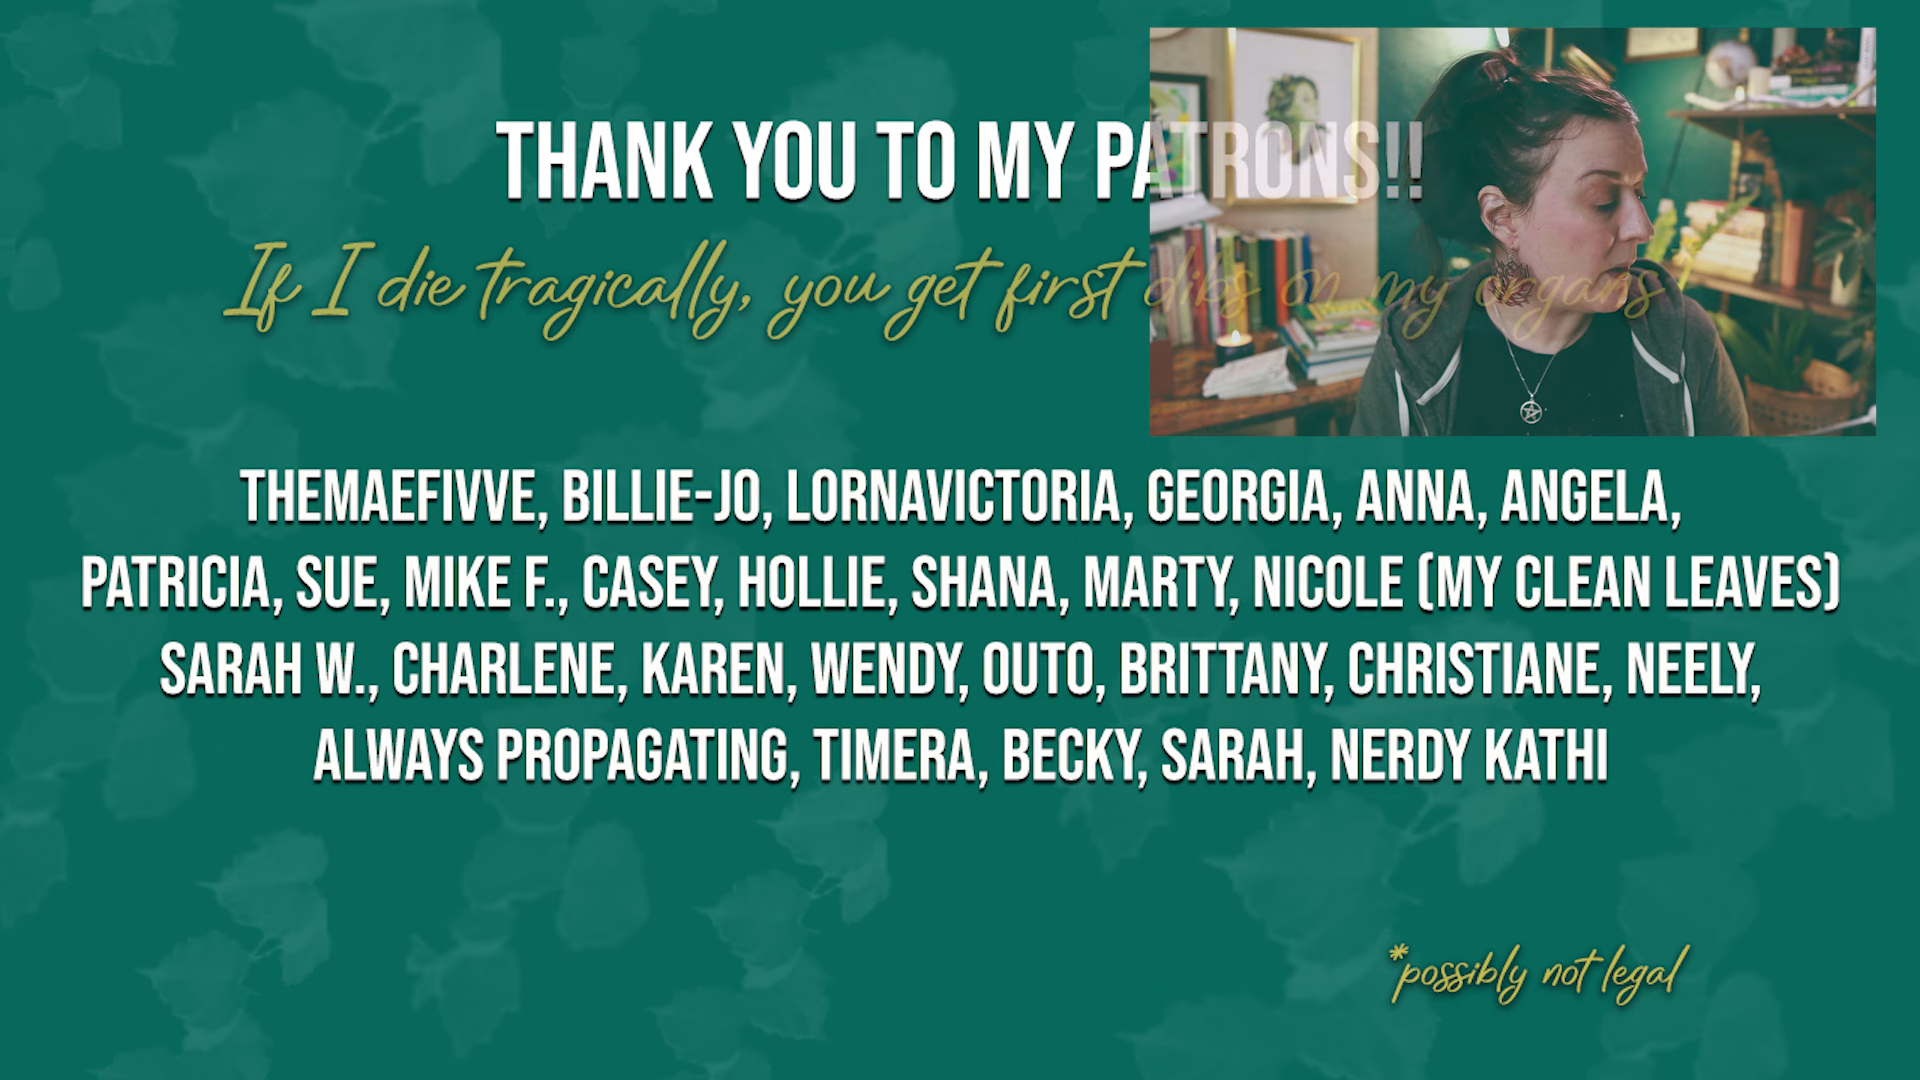 THANK YOU TO MY PATRONS!!
If I die tragically, you get first dibs on my organs
THEMAEFIVVE, BILLIE-JO, LORNAVICTORIA, GEORGIA, ANNA, ANGELA,
PATRICIA, SUE, MIKE F., CASEY, HOLLIE, SHANA, MARTY, NICOLE (MY CLEAN LEAVES)
SARAH W., CHARLENE, KAREN, WENDY, OUTO, BRITTANY, CHRISTIANE, NEELY,
ALWAYS PROPAGATING, TIMERA, BECKY, SARAH, NERDY KATHI
*possibly not legal